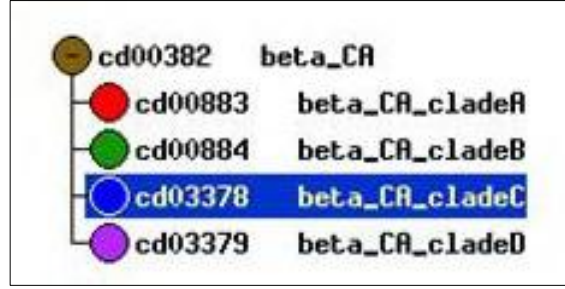 cd00382 beta_CA
cd00883 beta_CA_cladeA
cd00884 beta_CA_cladeB
cd03378 beta_CA_cladeC
cd03379 beta_CA_cladeD